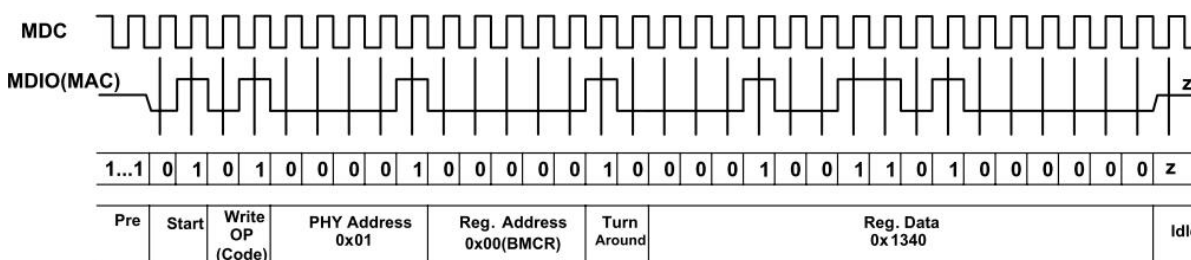 MDC
MDIO(MAC)
z
1...1 0 1 0 1 0 0 0 0 1 0 0 0 0 0 1 0 0 0 0 1 0 0 1 1 0 1 0 0 0 0 0 0 z
Pre Start Write OP (Code) PHY Address 0x01 Reg. Address 0x00(BMCR) Turn Around Reg. Data 0x1340 Idle